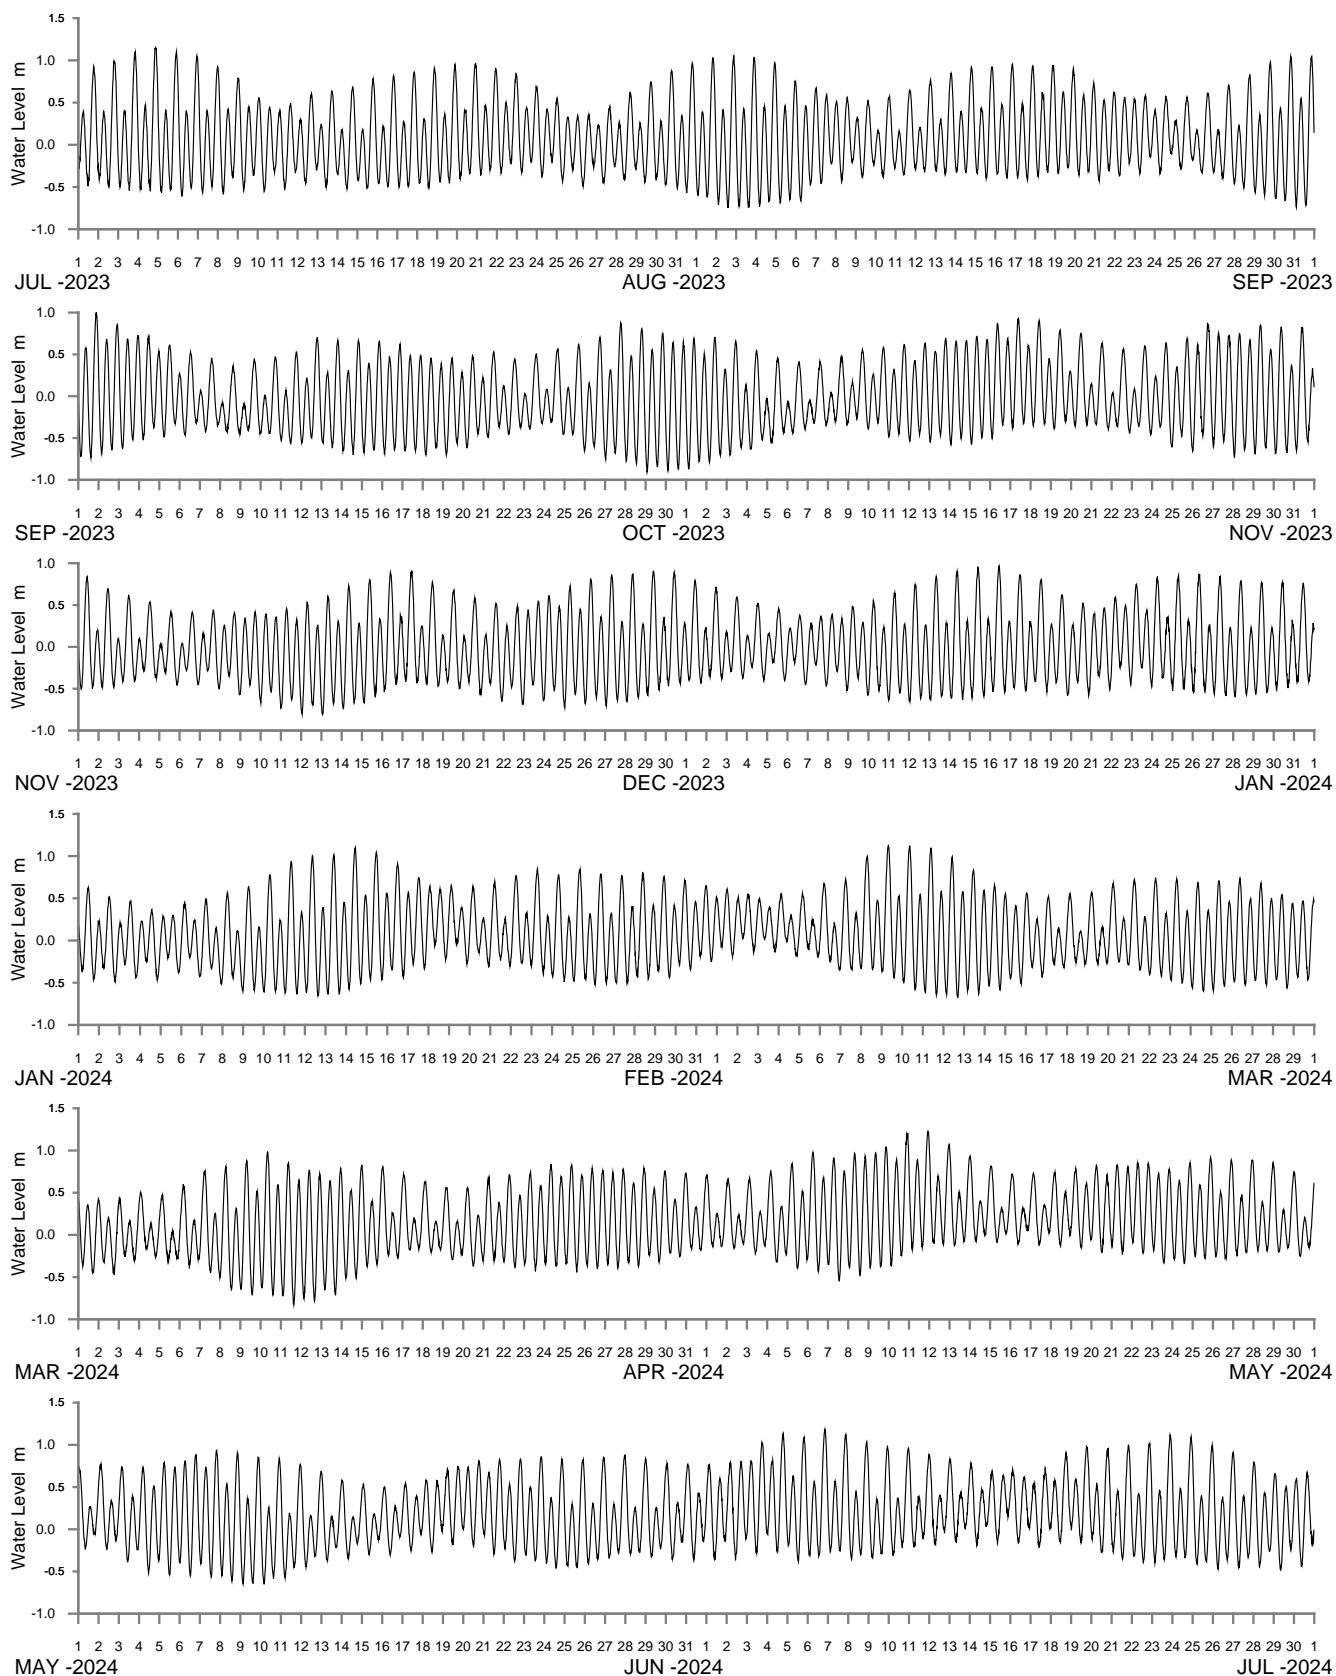 1.5
1.0
0.5
0.0
-0.5
-1.0
Water Level m
1 2 3 4 5 6 7 8 9 10 11 12 13 14 15 16 17 18 19 20 21 22 23 24 25 26 27 28 29 30 31 1 2 3 4 5 6 7 8 9 10 11 12 13 14 15 16 17 18 19 20 21 22 23 24 25 26 27 28 29 30 31 1
JUL -2023 AUG -2023 SEP -2023
1.0
0.5
0.0
-0.5
-1.0
Water Level m
1 2 3 4 5 6 7 8 9 10 11 12 13 14 15 16 17 18 19 20 21 22 23 24 25 26 27 28 29 30 1 2 3 4 5 6 7 8 9 10 11 12 13 14 15 16 17 18 19 20 21 22 23 24 25 26 27 28 29 30 31 1
SEP -2023 OCT -2023 NOV -2023
1.0
0.5
0.0
-0.5
-1.0
Water Level m
1 2 3 4 5 6 7 8 9 10 11 12 13 14 15 16 17 18 19 20 21 22 23 24 25 26 27 28 29 30 1 2 3 4 5 6 7 8 9 10 11 12 13 14 15 16 17 18 19 20 21 22 23 24 25 26 27 28 29 30 31 1
NOV -2023 DEC -2023 JAN -2024
1.5
1.0
0.5
0.0
-0.5
-1.0
Water Level m
1 2 3 4 5 6 7 8 9 10 11 12 13 14 15 16 17 18 19 20 21 22 23 24 25 26 27 28 29 30 31 1 2 3 4 5 6 7 8 9 10 11 12 13 14 15 16 17 18 19 20 21 22 23 24 25 26 27 28 29 1
JAN -2024 FEB -2024 MAR -2024
1.5
1.0
0.5
0.0
-0.5
-1.0
Water Level m
1 2 3 4 5 6 7 8 9 10 11 12 13 14 15 16 17 18 19 20 21 22 23 24 25 26 27 28 29 30 31 1 2 3 4 5 6 7 8 9 10 11 12 13 14 15 16 17 18 19 20 21 22 23 24 25 26 27 28 29 30 1
MAR -2024 APR -2024 MAY -2024
1.5
1.0
0.5
0.0
-0.5
-1.0
Water Level m
1 2 3 4 5 6 7 8 9 10 11 12 13 14 15 16 17 18 19 20 21 22 23 24 25 26 27 28 29 30 31 1 2 3 4 5 6 7 8 9 10 11 12 13 14 15 16 17 18 19 20 21 22 23 24 25 26 27 28 29 30 1
MAY -2024 JUN -2024 JUL -2024